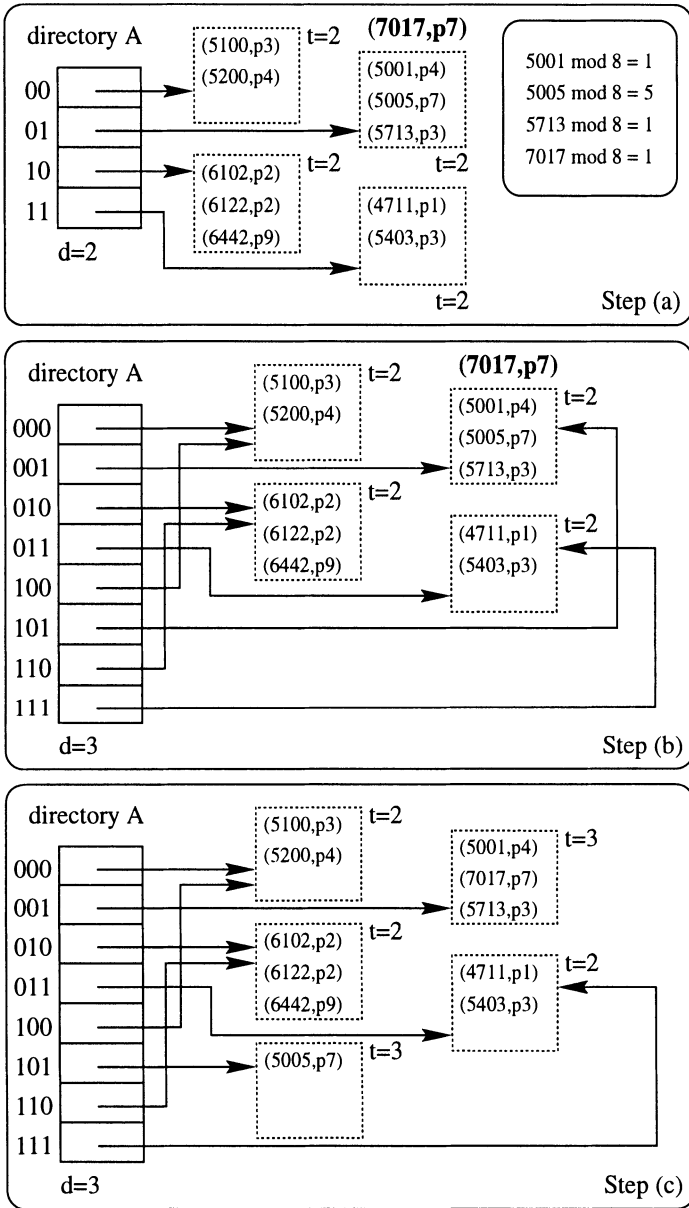 directory A
(5100,p3) t=2
(7017,p7)
(5200,p4)
(5001,p4)
5001 mod 8 = 1
00
(5005,p7)
5005 mod 8 = 5
01
(5713,p3)
5713 mod 8 = 1
t=2
7017 mod 8 = 1
10
(6102,p2) t=2
(6122,p2)
(4711,p1)
11
(6442,p9)
(5403,p3)
d=2
t=2
Step (a)
directory A
(5100,p3) t=2
(7017,p7)
(5200,p4)
(5001,p4) t=2
000
(5005,p7)
001
(5713,p3)
010
(6102,p2) t=2
(6122,p2)
(4711,p1) t=2
011
(6442,p9)
(5403,p3)
100
101
110
111
d=3
Step (b)
directory A
(5100,p3) t=2
(5200,p4)
(5001,p4) t=3
000
(7017,p7)
001
(5713,p3)
010
(6102,p2) t=2
(6122,p2)
(4711,p1) t=2
011
(6442,p9)
(5403,p3)
100
101
(5005,p7) t=3
110
111
d=3
Step (c)